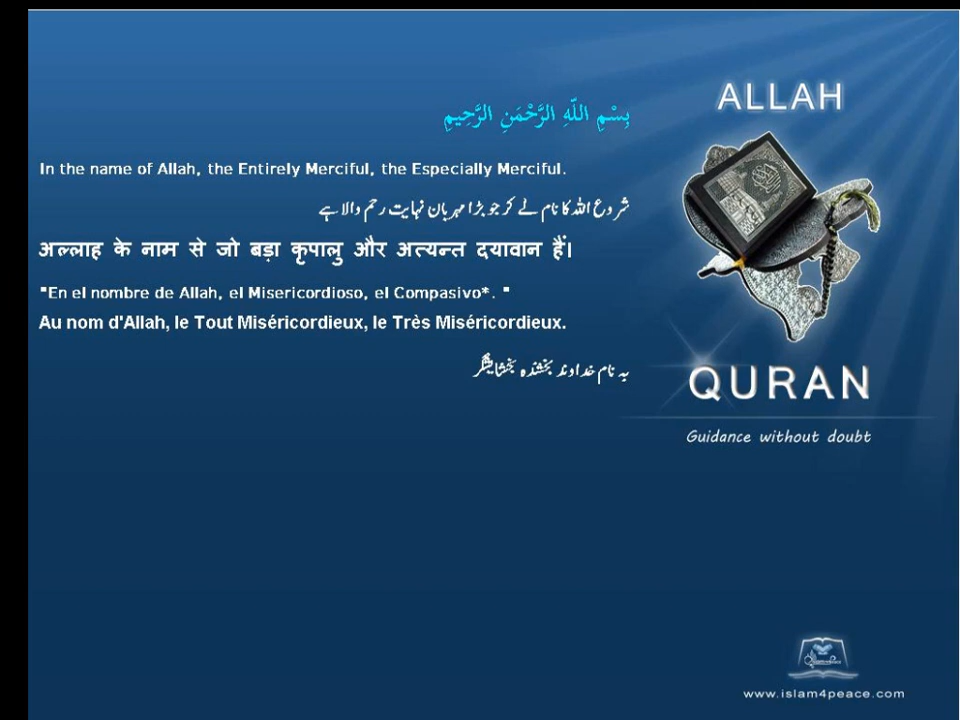 بِسْمِ اللّهِ الرَّحْمَنِ الرَّحِيمِ
In the name of Allah, the Entirely Merciful, the Especially Merciful.
شروع الله کا نام لے کر جو بڑا مہربان نہایت رحم والا ہے
अल्लाह के नाम से जो बड़ा कृपालु और अत्यन्त दयावान हैं।
"En el nombre de Allah, el Misericordioso, el Compasivo*. "
Au nom d'Allah, le Tout Miséricordieux, le Très Miséricordieux.
به نام خداوند بخشنده بخشایشگر
ALLAH
QURAN
Guidance without doubt
www.islam4peace.com